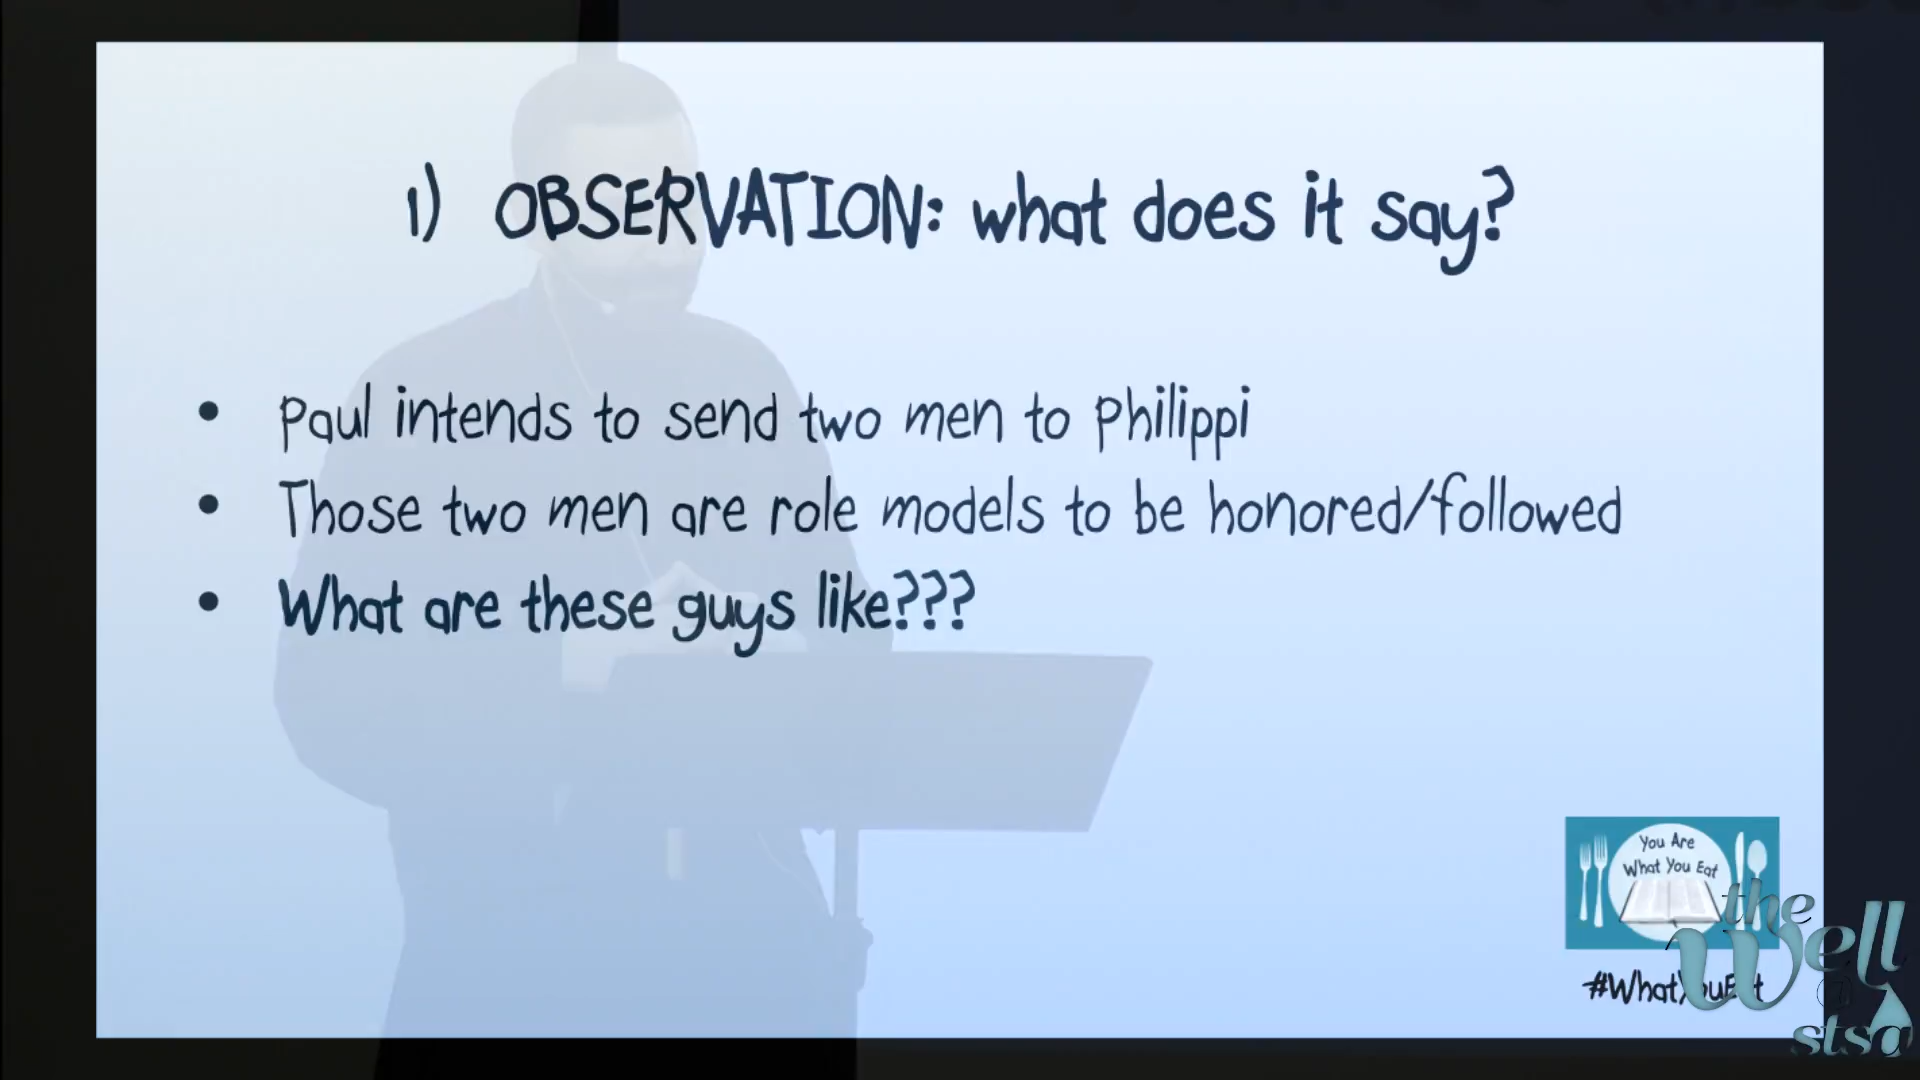 1) OBSERVATION: what does it say?
• Paul intends to send two men to Philippi
• Those two men are role models to be honored/followed
• What are these guys like???
You Are
What You Eat
#WhatYouEat
the
Well
@
stsa